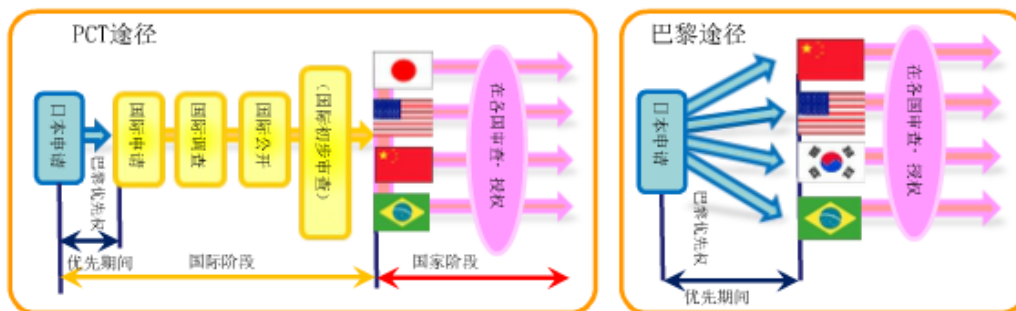 PCT途径
日本申请
巴黎优先权
国际申请
国际调查
国际公开
(国际初步审查)
在各国审查·授权
优先期间
国际阶段
国家阶段
巴黎途径
日本申请
巴黎优先权
在各国审查·授权
优先期间